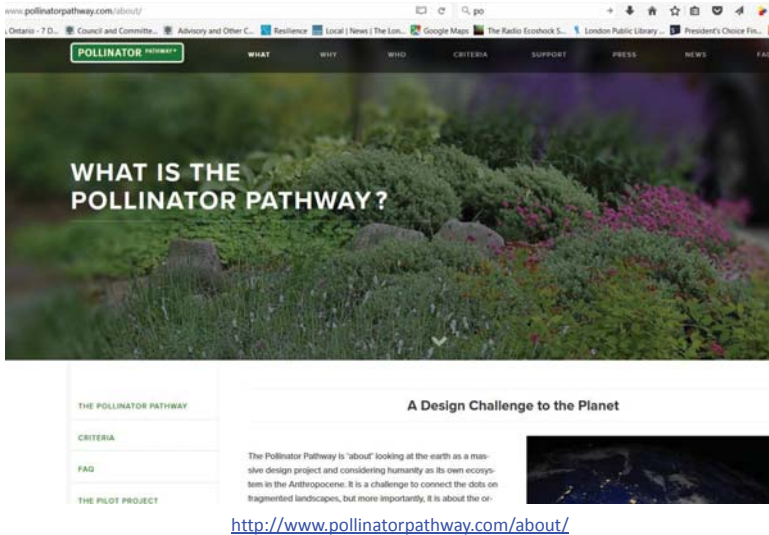 www.pollinatorpathway.com/about/
po
Ontario - 7 D... Council and Committe... Advisory and Other C... Resilience Local | News | The Lon... Google Maps The Radio Ecoshock S... London Public Library ... President's Choice Fin...
POLLINATOR PATHWAY WHAT WHY WHO CRITERIA SUPPORT PRESS NEWS FAQ
WHAT IS THE
POLLINATOR PATHWAY?
THE POLLINATOR PATHWAY
CRITERIA
FAQ
THE PILOT PROJECT
A Design Challenge to the Planet
The Pollinator Pathway is 'about' looking at the earth as a mas-
sive design project and considering humanity as its own ecosys-
tem in the Anthropocene. It is a challenge to connect the dots on
fragmented landscapes, but more importantly, it is about the or-
http://www.pollinatorpathway.com/about/